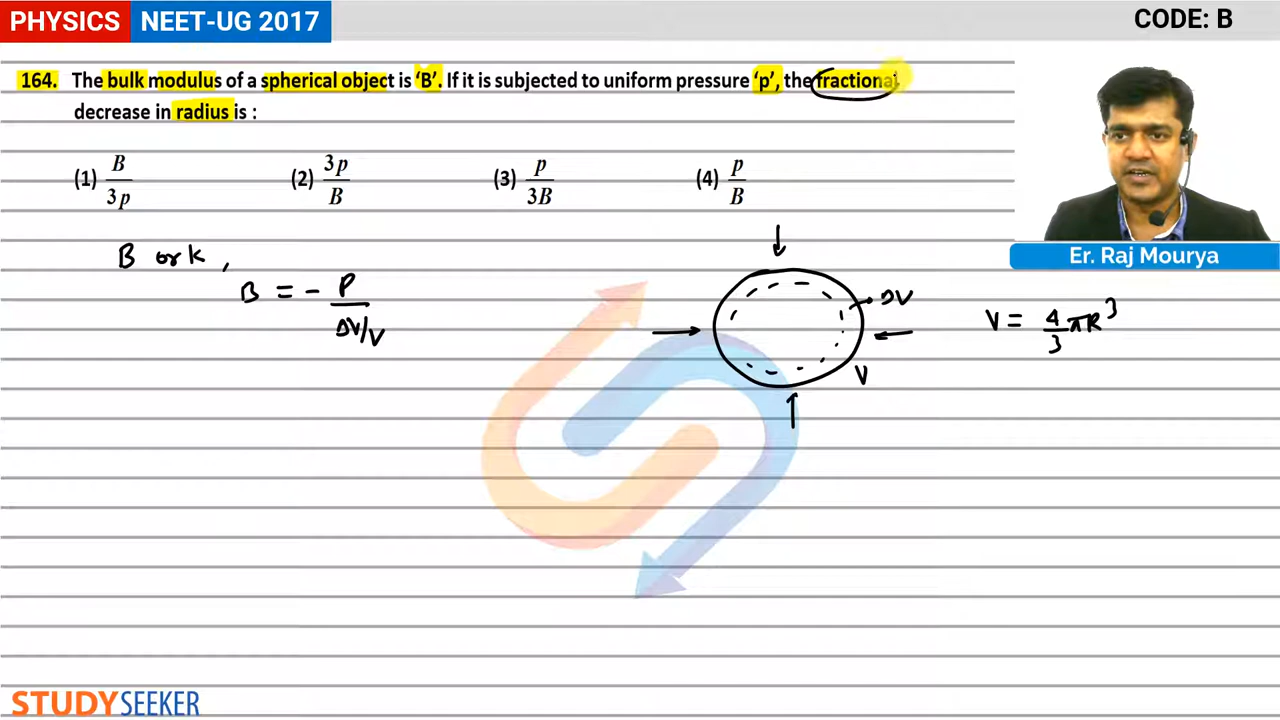 PHYSICS NEET-UG 2017
CODE: B
164. The bulk modulus of a spherical object is ‘B’. If it is subjected to uniform pressure ‘p’, the fractional
decrease in radius is :
(1) B/3p (2) 3p/B (3) p/3B (4) p/B
Er. Raj Mourya
B or k,
B = - P/(ΔV/V)
ΔV
V
V = 4/3 πR³
STUDYSEEKER